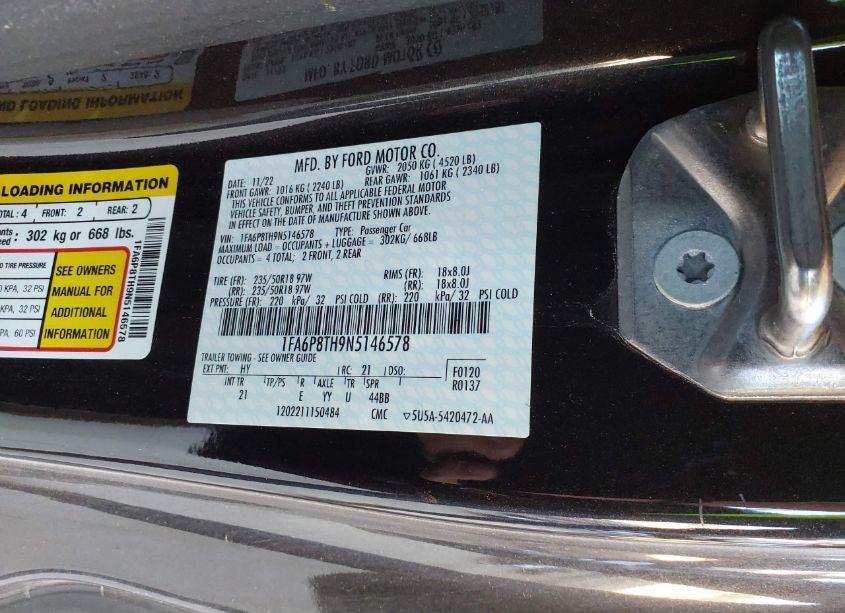 LOADING INFORMATION
TOTAL: 4 FRONT: 2 REAR: 2
302 kg or 668 lbs.
TIRE PRESSURE
KPA, 32 PSI
KPA, 32 PSI
KPA, 60 PSI
SEE OWNERS
MANUAL FOR
ADDITIONAL
INFORMATION
1FA6P8TH9N5146578
MFD. BY FORD MOTOR CO.
DATE: 11/22 GVWR: 2050 KG ( 4520 LB)
FRONT GAWR: 1016 KG ( 2240 LB) REAR GAWR: 1061 KG ( 2340 LB)
THIS VEHICLE CONFORMS TO ALL APPLICABLE FEDERAL MOTOR
VEHICLE SAFETY, BUMPER, AND THEFT PREVENTION STANDARDS
IN EFFECT ON THE DATE OF MANUFACTURE SHOWN ABOVE.
VIN: 1FA6P8TH9N5146578 TYPE: Passenger Car
MAXIMUM LOAD = OCCUPANTS + LUGGAGE = 302KG/ 668LB
OCCUPANTS = 4 TOTAL; 2 FRONT, 2 REAR
TIRE (FR): 235/50R18 97W RIMS (FR): 18x8.0J
(RR): 235/50R18 97W (RR): 18x8.0J
PRESSURE (FR): 220 kPa/ 32 PSI COLD (RR): 220 kPa/ 32 PSI COLD
1FA6P8TH9N5146578
TRAILER TOWING - SEE OWNER GUIDE
EXT PNT: HY RC: 21 DSO: F0120
R0137
INT TR TP/PS R AXLE TR SPR
21 E YY U 44BB
120221150484 CMC 5U5A-5420472-AA